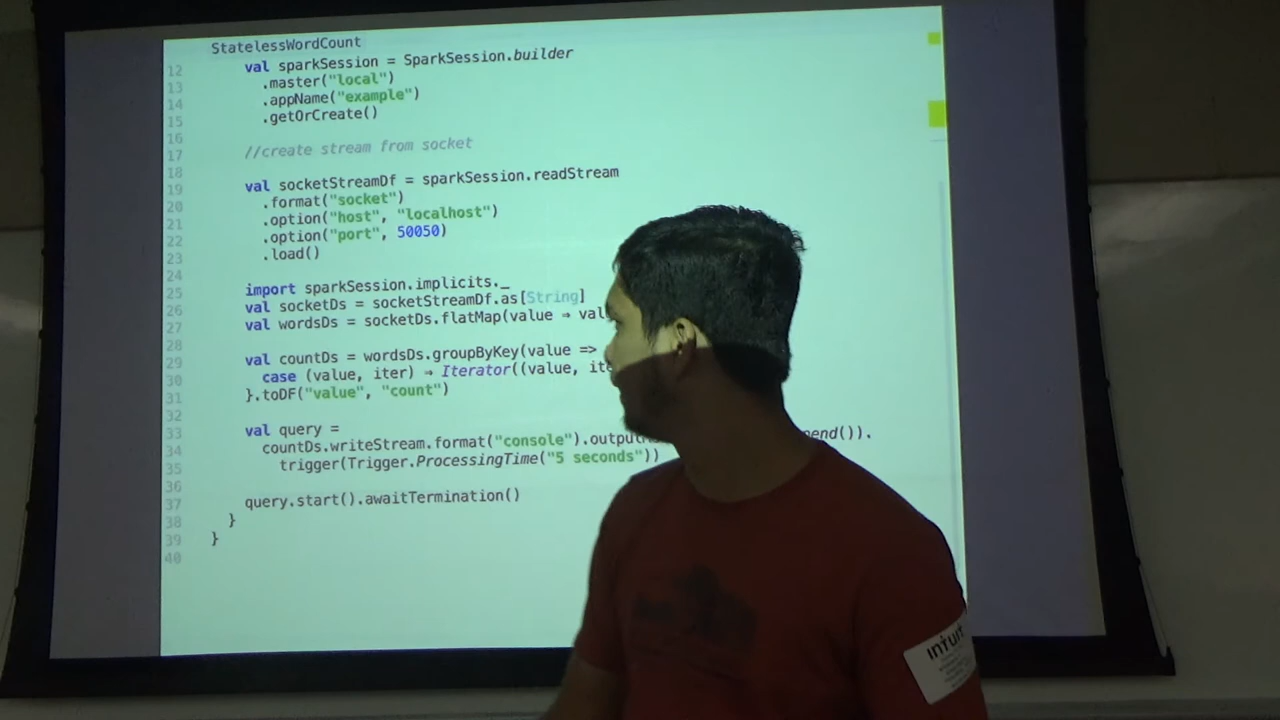 StatelessWordCount
12 val sparkSession = SparkSession.builder
13 .master("local")
14 .appName("example")
15 .getOrCreate()
16
17 //create stream from socket
18
19 val socketStreamDf = sparkSession.readStream
20 .format("socket")
21 .option("host", "localhost")
22 .option("port", 50050)
23 .load()
24
25 import sparkSession.implicits._
26 val socketDs = socketStreamDf.as[String]
27 val wordsDs = socketDs.flatMap(value ⇒
28
29 val countDs = wordsDs.groupByKey(value =>
30 case (value, iter) ⇒ Iterator((value,
31 }.toDF("value", "count")
32
33 val query =
34 countDs.writeStream.format("console").
35 trigger(Trigger.ProcessingTime("5 seconds"))
36
37 query.start().awaitTermination()
38 }
39 }
40
intuit